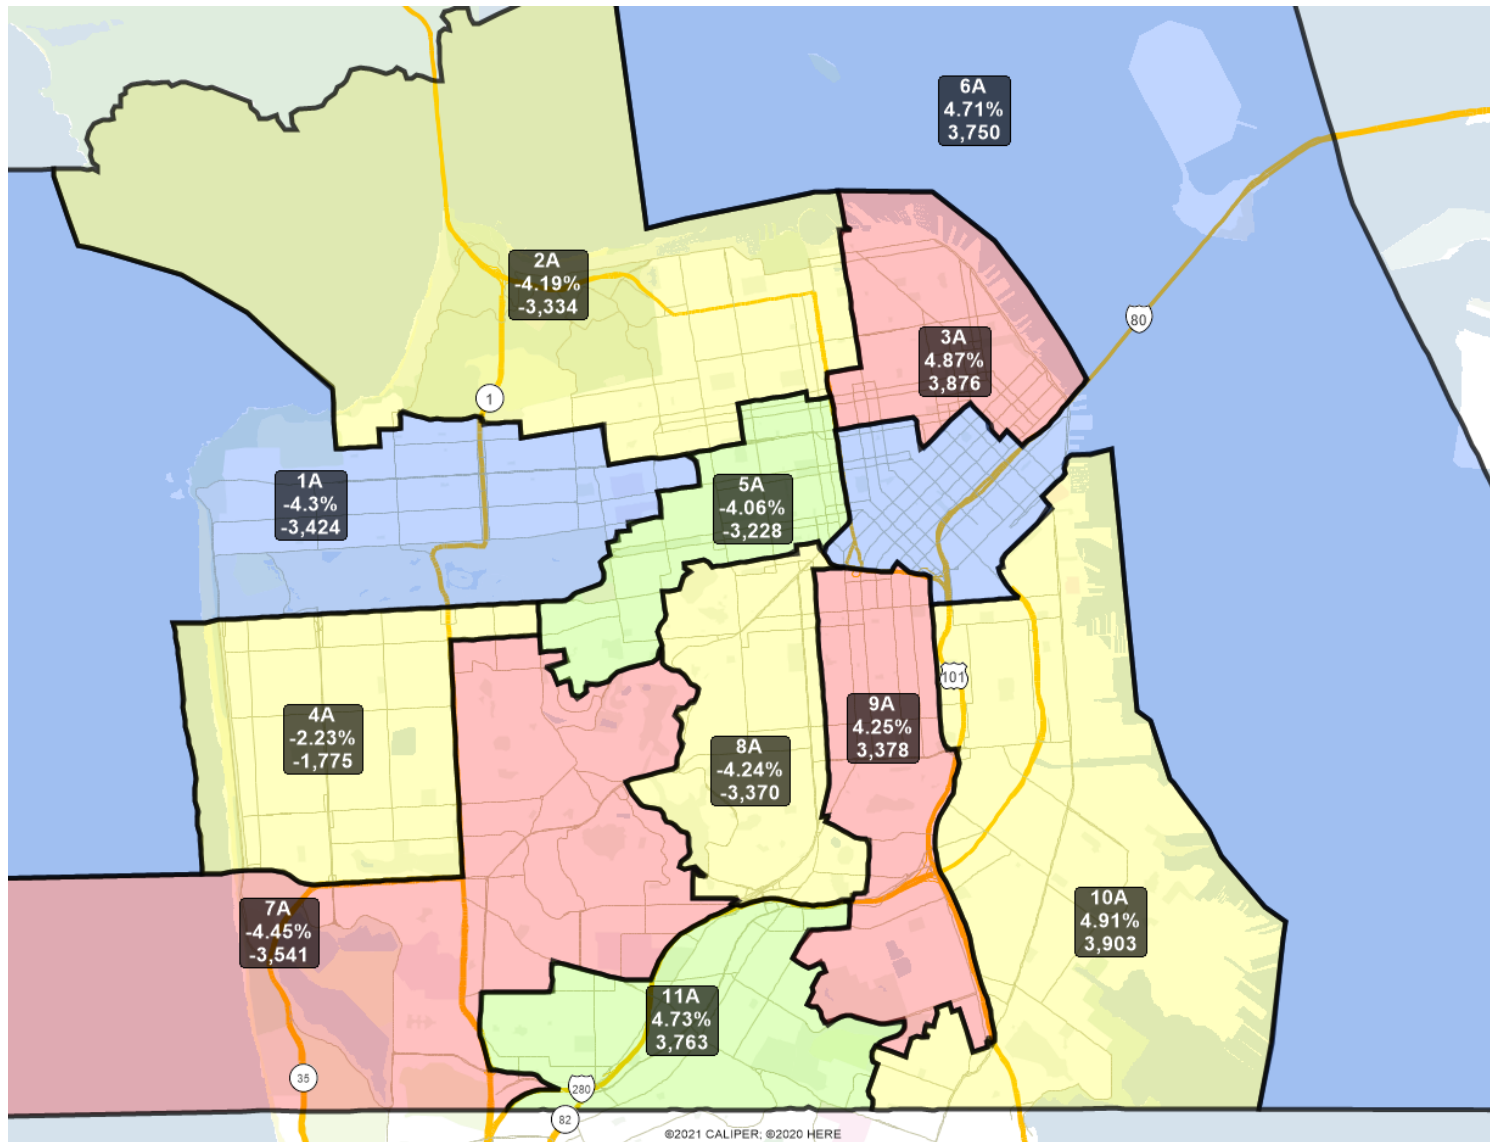 6A
4.71%
3,750
2A
-4.19%
-3,334
80
3A
4.87%
3,876
1
1A
-4.3%
-3,424
5A
-4.06%
-3,228
101
4A
-2.23%
-1,775
9A
4.25%
3,378
8A
-4.24%
-3,370
7A
-4.45%
-3,541
10A
4.91%
3,903
11A
4.73%
3,763
35
280
82
©2021 CALIPER; ©2020 HERE